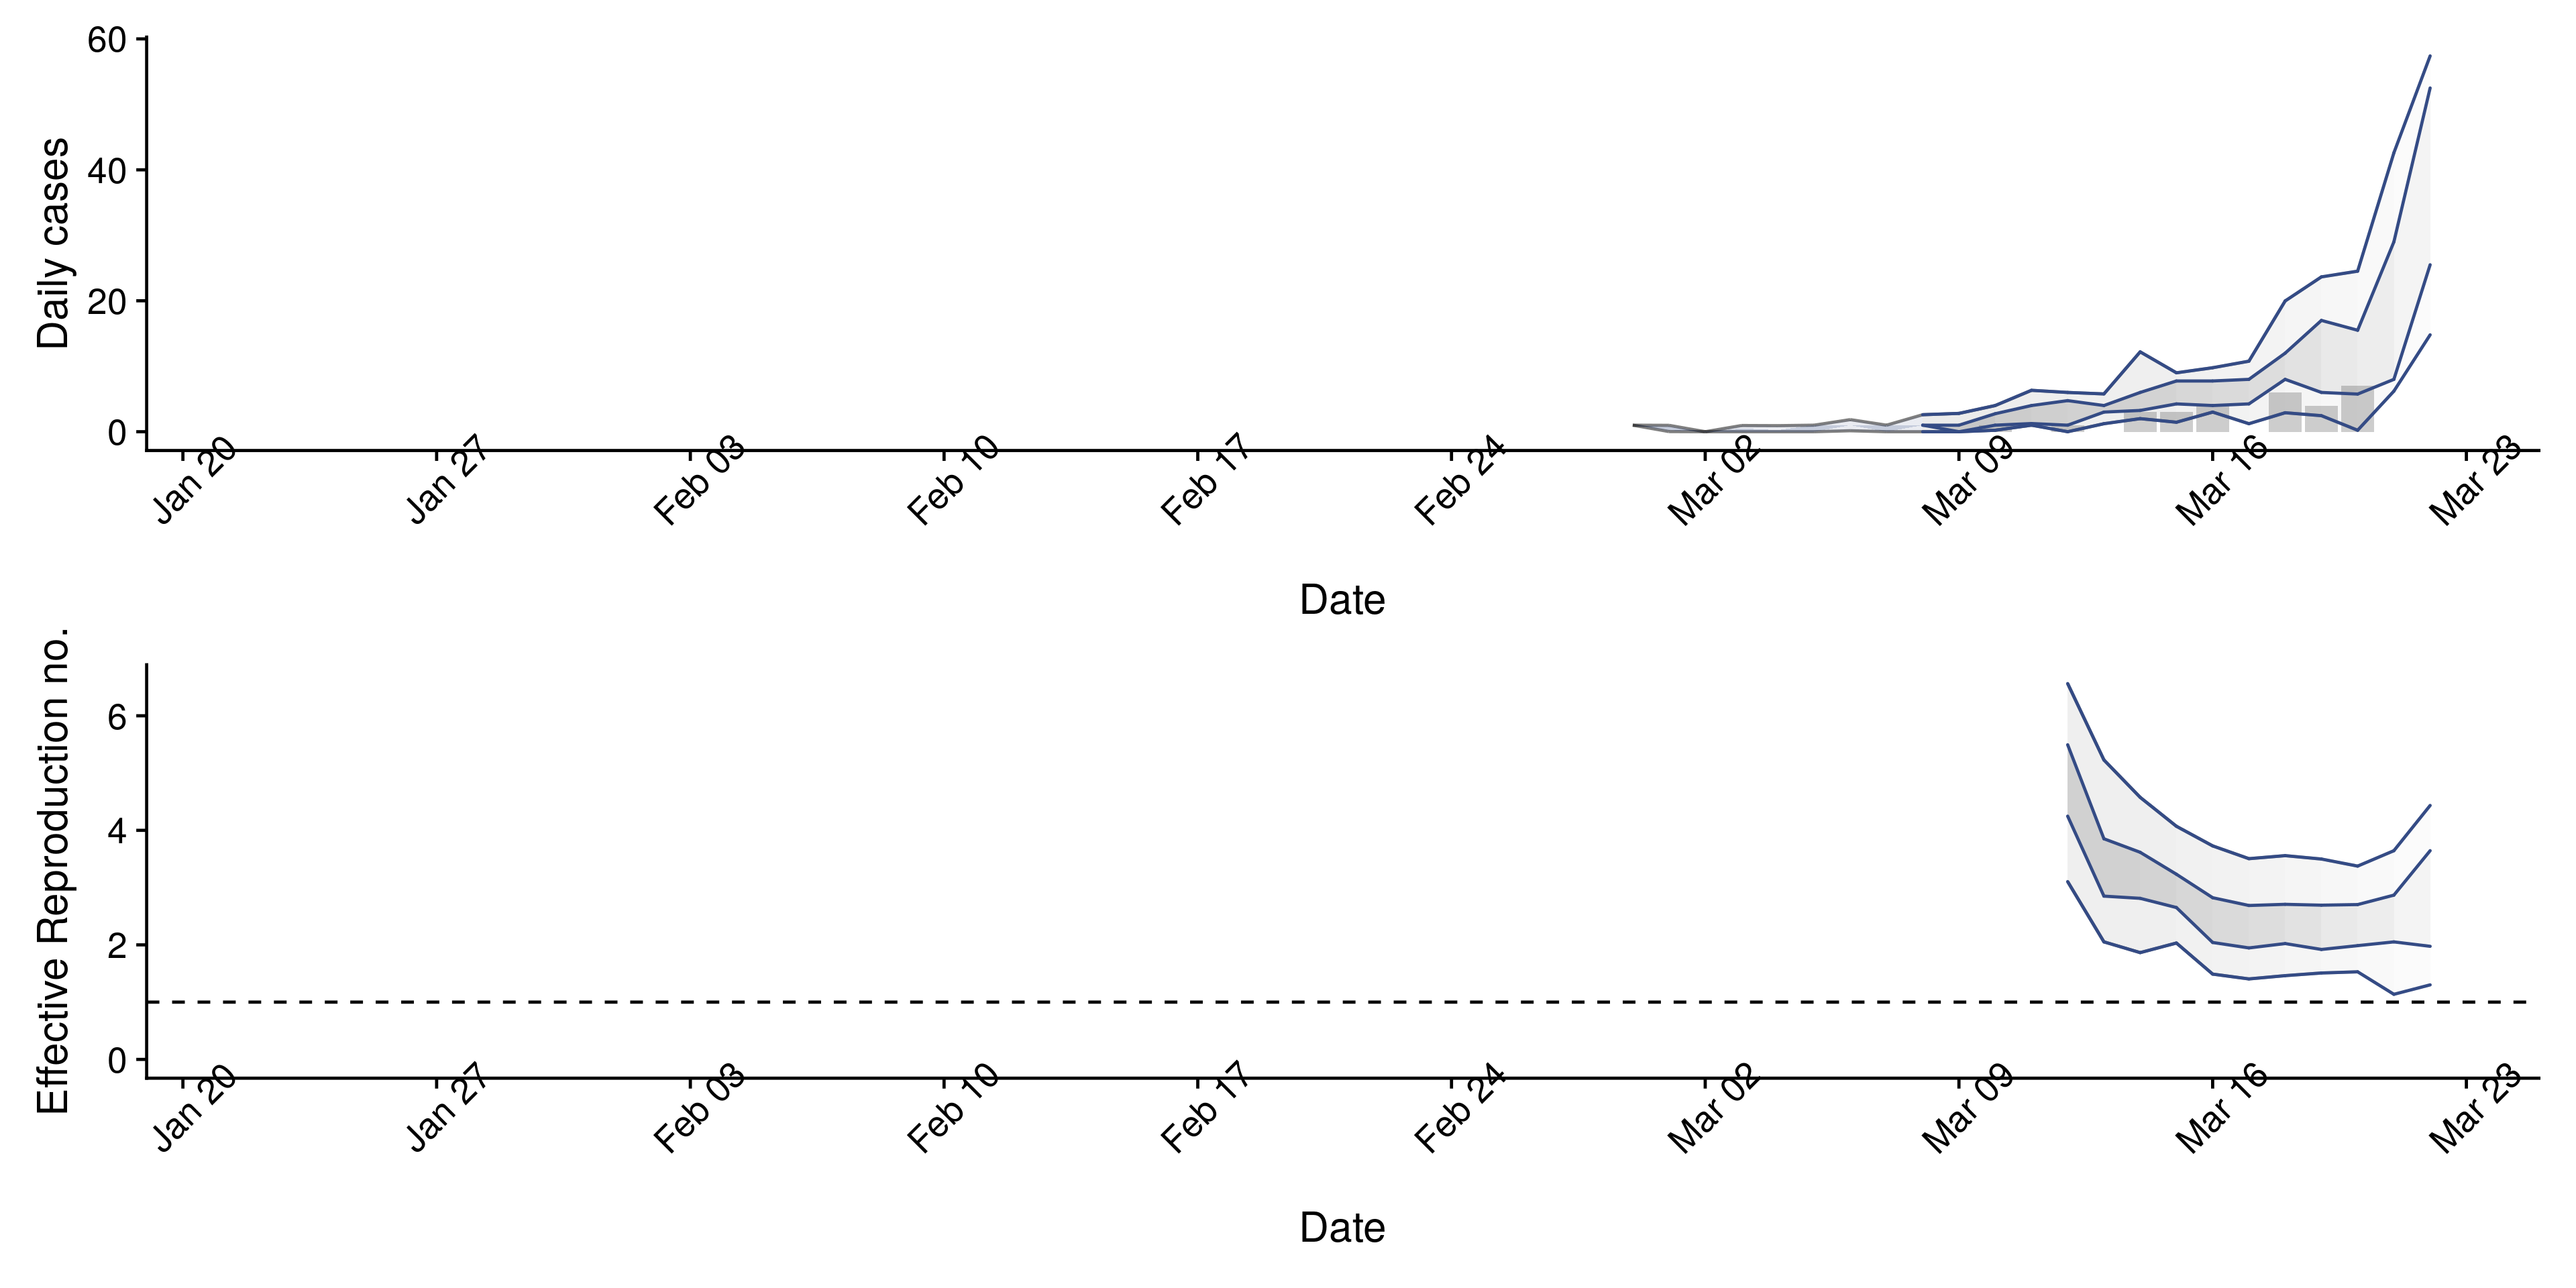 Daily cases
60
40
20
0
Jan 20
Jan 27
Feb 03
Feb 10
Feb 17
Feb 24
Mar 02
Mar 09
Mar 16
Mar 23
Date
Effective Reproduction no.
6
4
2
0
Jan 20
Jan 27
Feb 03
Feb 10
Feb 17
Feb 24
Mar 02
Mar 09
Mar 16
Mar 23
Date